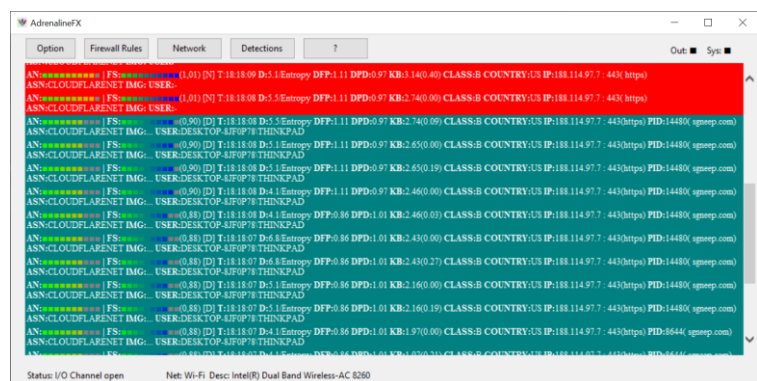 AdrenalineFX
Option Firewall Rules Network Detections ? Out: Sys:
AN: | FS: (1,01) [N] T:18:18:09 D:5.1/Entropy DFP:1.11 DPD:0.97 KB:3.14(0.40) CLASS:B COUNTRY:US IP:188.114.97.7 : 443( https)
ASN:CLOUDFLARENET IMG: USER:-
AN: | FS: (1,01) [N] T:18:18:08 D:5.5/Entropy DFP:1.11 DPD:0.97 KB:2.74(0.00) CLASS:B COUNTRY:US IP:188.114.97.7 : 443( https)
ASN:CLOUDFLARENET IMG: USER:-
AN: | FS: (0,90) [D] T:18:18:08 D:5.5/Entropy DFP:1.11 DPD:0.97 KB:2.74(0.09) CLASS:B COUNTRY:US IP:188.114.97.7 : 443(https) PID:14480( sgneep.com)
ASN:CLOUDFLARENET IMG:... USER:DESKTOP-8JF0P78\THINKPAD
AN: | FS: (0,90) [D] T:18:18:08 D:5.1/Entropy DFP:1.11 DPD:0.97 KB:2.65(0.00) CLASS:B COUNTRY:US IP:188.114.97.7 : 443(https) PID:14480( sgneep.com)
ASN:CLOUDFLARENET IMG:... USER:DESKTOP-8JF0P78\THINKPAD
AN: | FS: (0,90) [D] T:18:18:08 D:5.1/Entropy DFP:1.11 DPD:0.97 KB:2.65(0.19) CLASS:B COUNTRY:US IP:188.114.97.7 : 443(https) PID:14480( sgneep.com)
ASN:CLOUDFLARENET IMG:... USER:DESKTOP-8JF0P78\THINKPAD
AN: | FS: (0,90) [D] T:18:18:08 D:4.1/Entropy DFP:1.11 DPD:0.97 KB:2.46(0.00) CLASS:B COUNTRY:US IP:188.114.97.7 : 443(https) PID:14480( sgneep.com)
ASN:CLOUDFLARENET IMG:... USER:DESKTOP-8JF0P78\THINKPAD
AN: | FS: (0,88) [D] T:18:18:08 D:4.1/Entropy DFP:0.86 DPD:1.01 KB:2.46(0.03) CLASS:B COUNTRY:US IP:188.114.97.7 : 443(https) PID:14480( sgneep.com)
ASN:CLOUDFLARENET IMG:... USER:DESKTOP-8JF0P78\THINKPAD
AN: | FS: (0,88) [D] T:18:18:07 D:6.8/Entropy DFP:0.86 DPD:1.01 KB:2.43(0.00) CLASS:B COUNTRY:US IP:188.114.97.7 : 443(https) PID:14480( sgneep.com)
ASN:CLOUDFLARENET IMG:... USER:DESKTOP-8JF0P78\THINKPAD
AN: | FS: (0,88) [D] T:18:18:07 D:6.8/Entropy DFP:0.86 DPD:1.01 KB:2.43(0.27) CLASS:B COUNTRY:US IP:188.114.97.7 : 443(https) PID:14480( sgneep.com)
ASN:CLOUDFLARENET IMG:... USER:DESKTOP-8JF0P78\THINKPAD
AN: | FS: (0,88) [D] T:18:18:07 D:5.1/Entropy DFP:0.86 DPD:1.01 KB:2.16(0.00) CLASS:B COUNTRY:US IP:188.114.97.7 : 443(https) PID:14480( sgneep.com)
ASN:CLOUDFLARENET IMG:... USER:DESKTOP-8JF0P78\THINKPAD
AN: | FS: (0,88) [D] T:18:18:07 D:5.1/Entropy DFP:0.86 DPD:1.01 KB:2.16(0.19) CLASS:B COUNTRY:US IP:188.114.97.7 : 443(https) PID:14480( sgneep.com)
ASN:CLOUDFLARENET IMG:... USER:DESKTOP-8JF0P78\THINKPAD
AN: | FS: (0,88) [D] T:18:18:07 D:4.1/Entropy DFP:0.86 DPD:1.01 KB:1.97(0.00) CLASS:B COUNTRY:US IP:188.114.97.7 : 443(https) PID:8644( sgneep.com)
ASN:CLOUDFLARENET IMG:... USER:DESKTOP-8JF0P78\THINKPAD
Status: I/O Channel open Net: Wi-Fi Desc: Intel(R) Dual Band Wireless-AC 8260